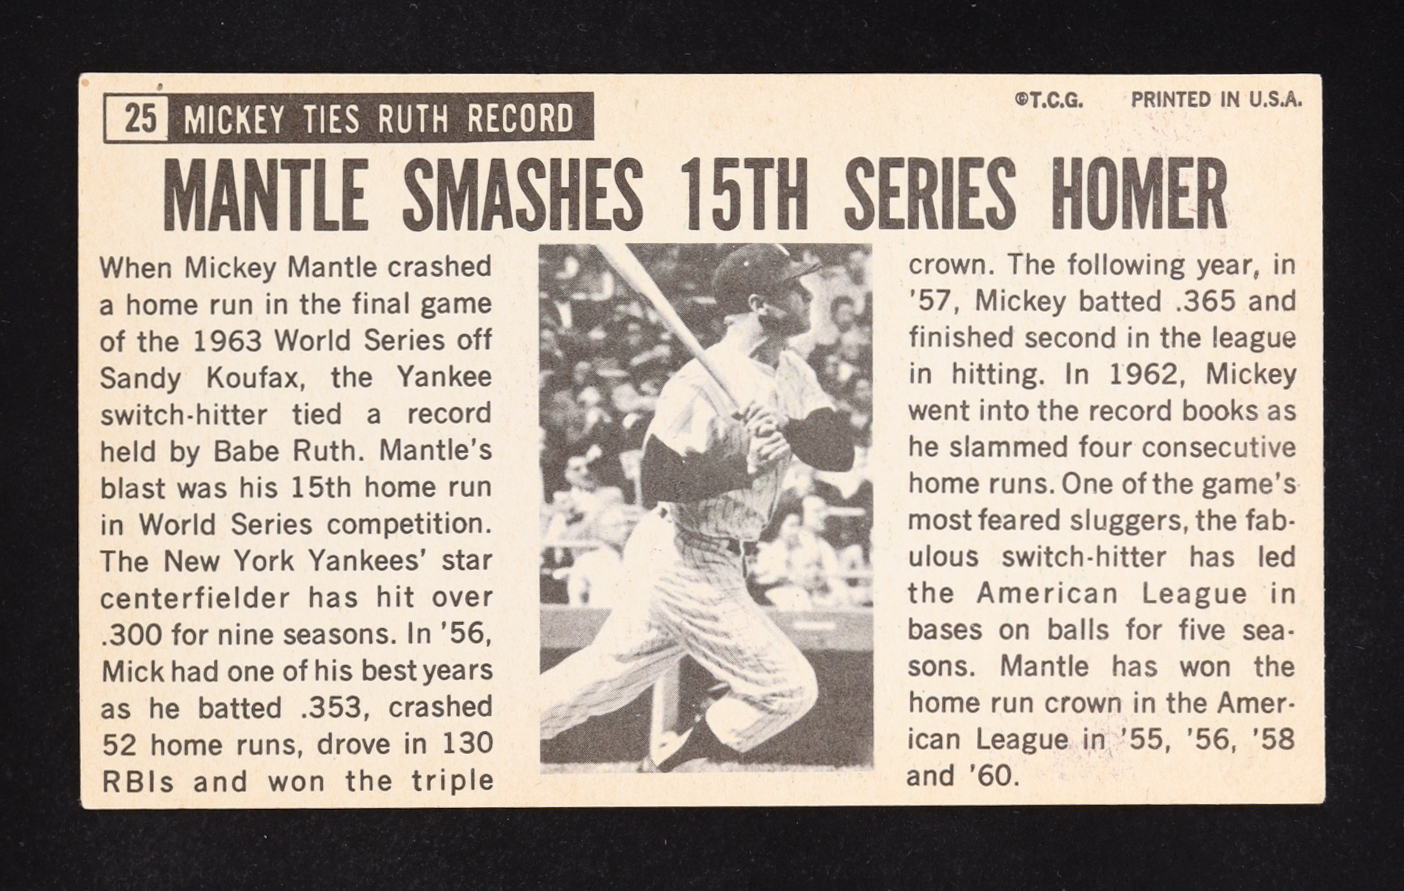 25 MICKEY TIES RUTH RECORD
©T.C.G. PRINTED IN U.S.A.
MANTLE SMASHES 15TH SERIES HOMER
When Mickey Mantle crashed
a home run in the final game
of the 1963 World Series off
Sandy Koufax, the Yankee
switch-hitter tied a record
held by Babe Ruth. Mantle's
blast was his 15th home run
in World Series competition.
The New York Yankees' star
centerfielder has hit over
.300 for nine seasons. In '56,
Mick had one of his best years
as he batted .353, crashed
52 home runs, drove in 130
RBIs and won the triple
crown. The following year, in
'57, Mickey batted .365 and
finished second in the league
in hitting. In 1962, Mickey
went into the record books as
he slammed four consecutive
home runs. One of the game's
most feared sluggers, the fab-
ulous switch-hitter has led
the American League in
bases on balls for five sea-
sons. Mantle has won the
home run crown in the Amer-
ican League in '55, '56, '58
and '60.